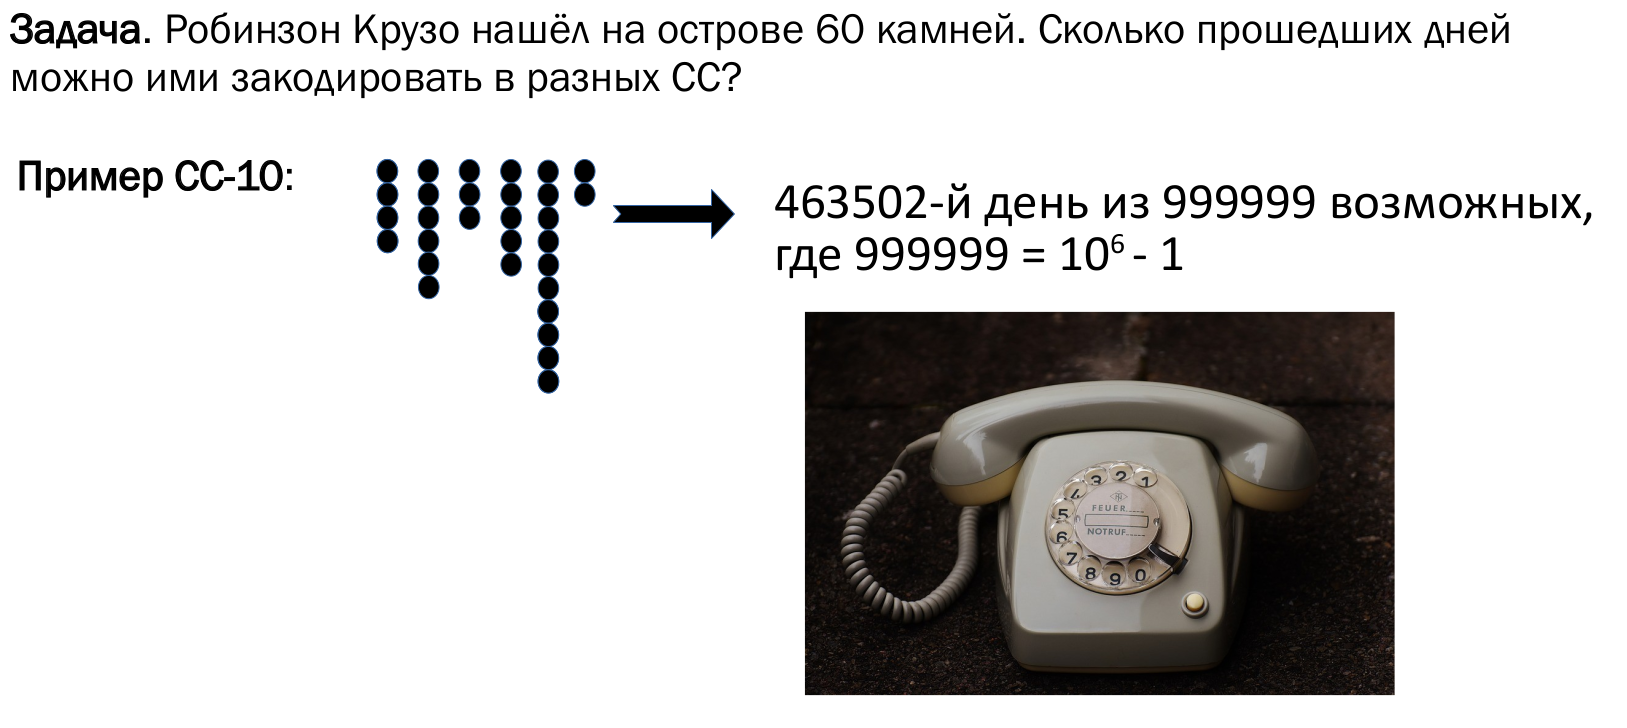 Задача. Робинзон Крузо нашёл на острове 60 камней. Сколько прошедших дней
можно ими закодировать в разных СС?
Пример СС-10:
463502-й день из 999999 возможных,
где 999999 = 10⁶ - 1
1
2
3
4
5
6
7
8
9
0
FEUER
NOTRUF